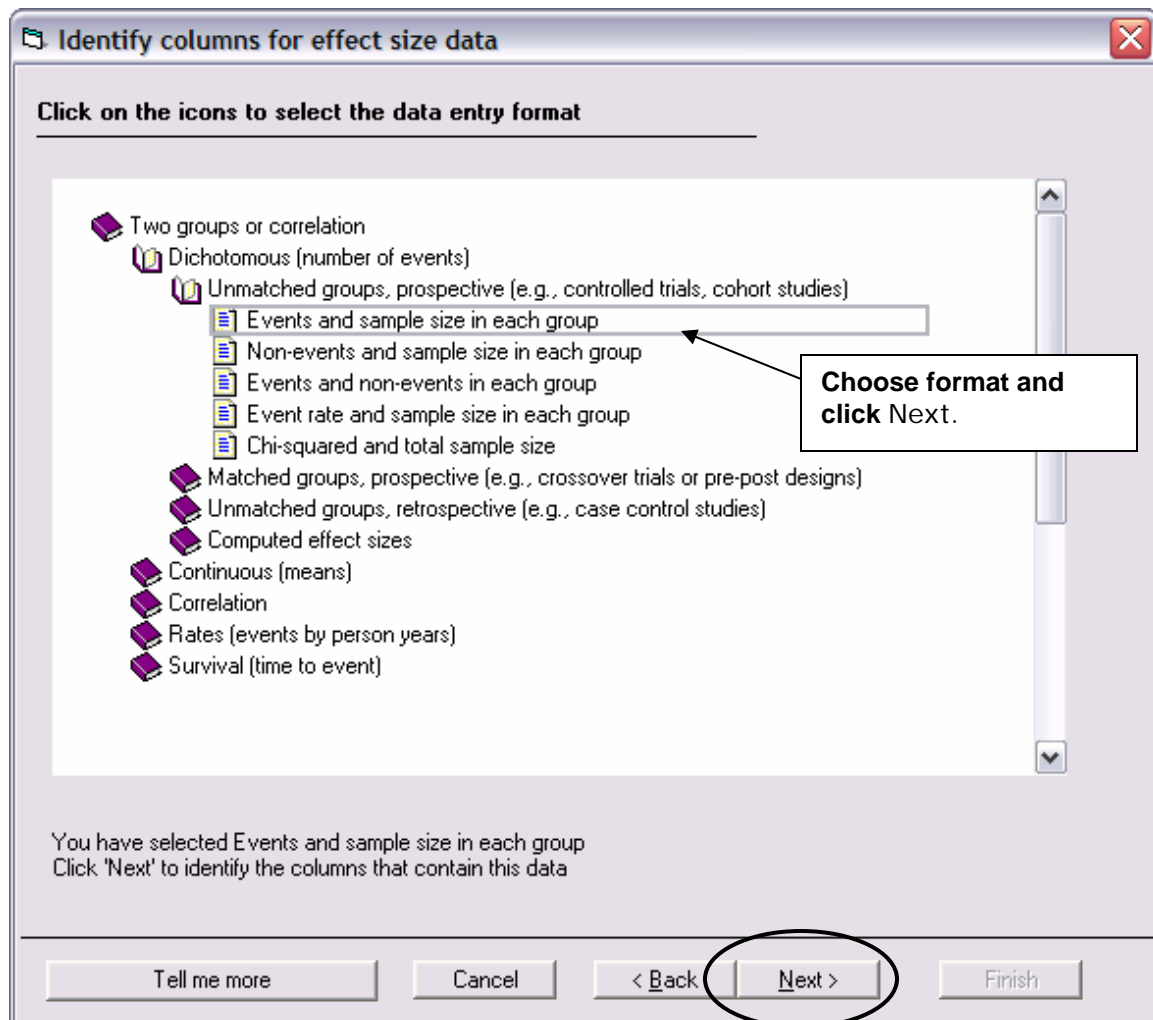 Identify columns for effect size data
Click on the icons to select the data entry format
Two groups or correlation
Dichotomous (number of events)
Unmatched groups, prospective (e.g., controlled trials, cohort studies)
Events and sample size in each group
Non-events and sample size in each group
Events and non-events in each group
Event rate and sample size in each group
Chi-squared and total sample size
Matched groups, prospective (e.g., crossover trials or pre-post designs)
Unmatched groups, retrospective (e.g., case control studies)
Computed effect sizes
Continuous (means)
Correlation
Rates (events by person years)
Survival (time to event)
Choose format and
click Next.
You have selected Events and sample size in each group
Click 'Next' to identify the columns that contain this data
Tell me more
Cancel
< Back
Next >
Finish